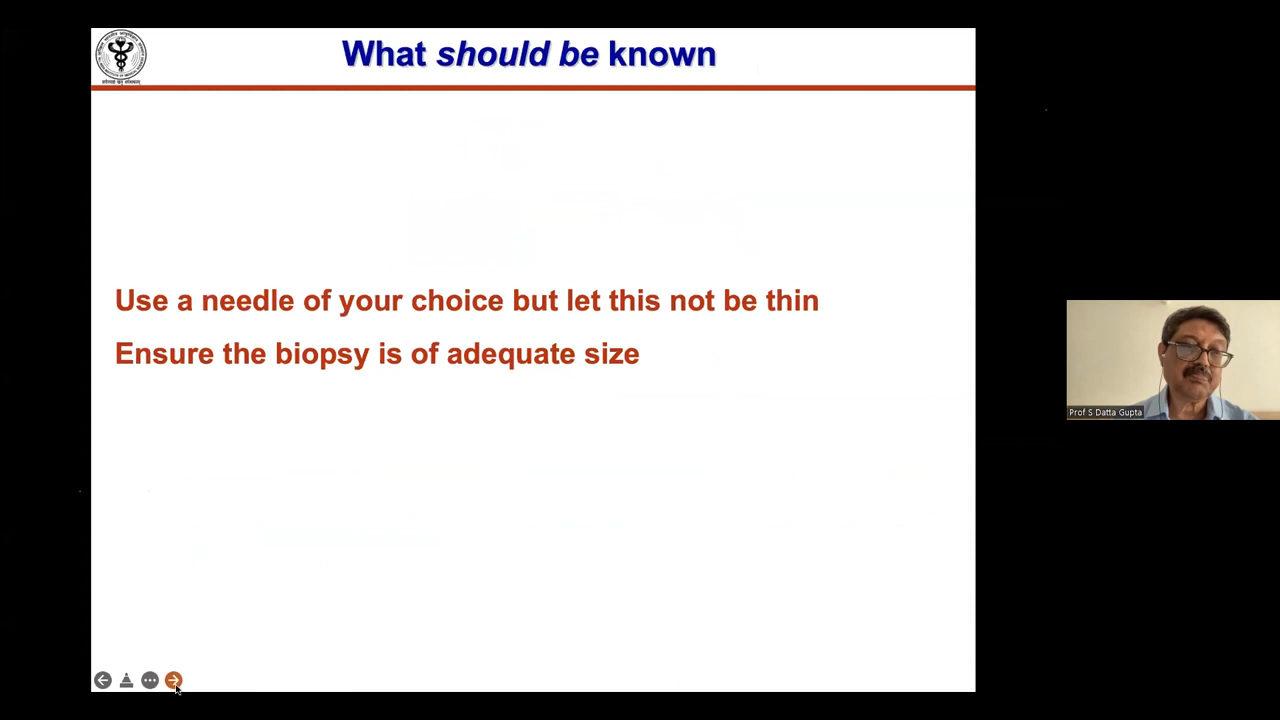 What should be known
Use a needle of your choice but let this not be thin
Ensure the biopsy is of adequate size
Prof S Datta Gupta